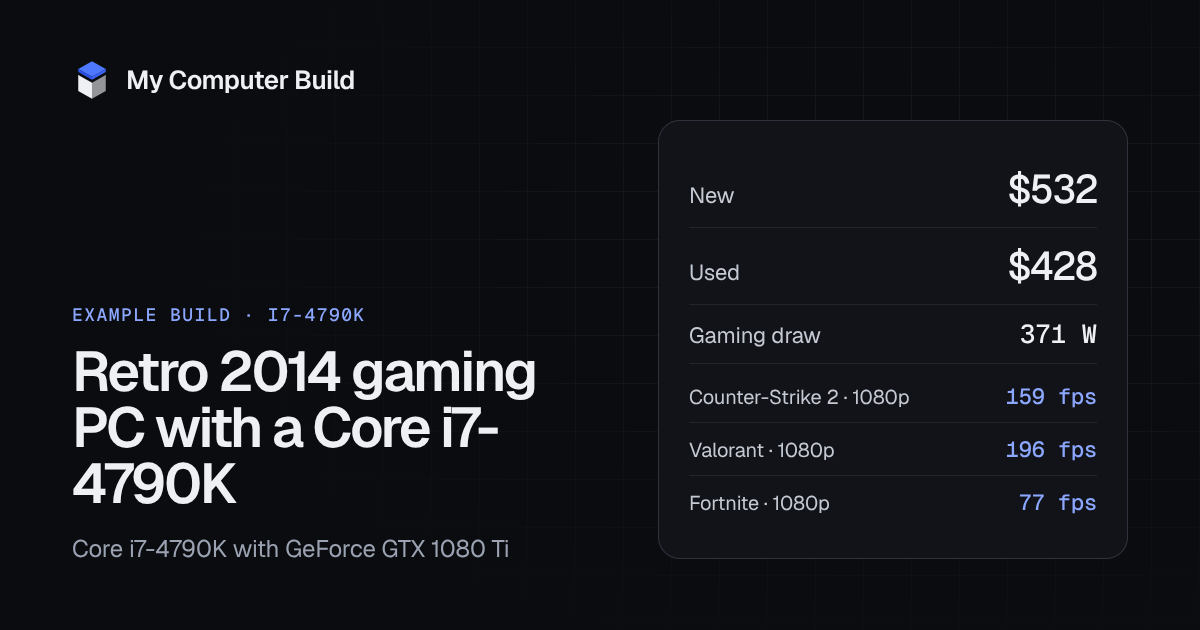 My Computer Build
EXAMPLE BUILD · I7-4790K
Retro 2014 gaming
PC with a Core i7-
4790K
Core i7-4790K with GeForce GTX 1080 Ti
New $532
Used $428
Gaming draw 371 W
Counter-Strike 2 · 1080p 159 fps
Valorant · 1080p 196 fps
Fortnite · 1080p 77 fps